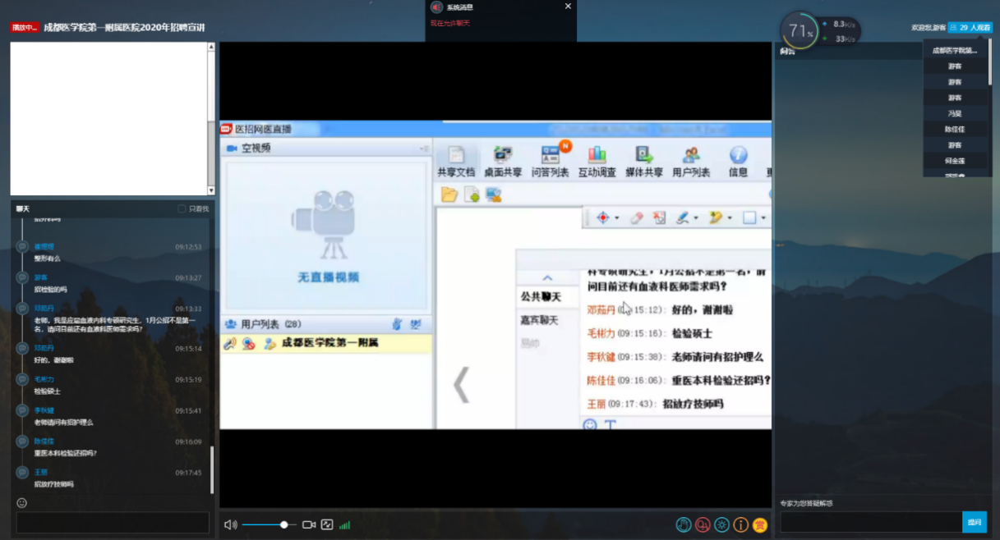 系统消息
现在允许聊天
播放中...
成都医学院第一附属医院2020年招聘宣讲
71%
8.3K/s
33K/s
欢迎您,游客
29 人观看
成都医学院第...
游客
游客
游客
冯昊
陈佳佳
游客
何金莲
问答
聊天
只看我
09:12:53
整形有么
游客
09:13:27
招检验的吗
邓茹丹
09:13:33
老师，我是应届血液内科专硕研究生，1月公招不是第一
名，请问目前还有血液科医师需求吗？
邓茹丹
09:15:14
好的，谢谢啦
毛彬力
09:15:19
检验硕士
李秋健
09:15:41
老师请问有招护理么
陈佳佳
09:16:09
重医本科检验还招吗?
王丽
09:17:45
招放疗技师吗
医招网医直播
空视频
无直播视频
用户列表 (28)
成都医学院第一附属
共享文档
桌面共享
问答列表
互动调查
媒体共享
用户列表
信息
N
科专硕研究生，1月公招不是第一名，请
问目前还有血液科医师需求吗？
公共聊天
嘉宾聊天
邓茹丹
15:12): 好的，谢谢啦
毛彬力 (09:15:16): 检验硕士
李秋健 (09:15:38): 老师请问有招护理么
陈佳佳 (09:16:06): 重医本科检验还招吗?
王丽 (09:17:43): 招放疗技师吗
专家为您答疑解惑
提问
赏